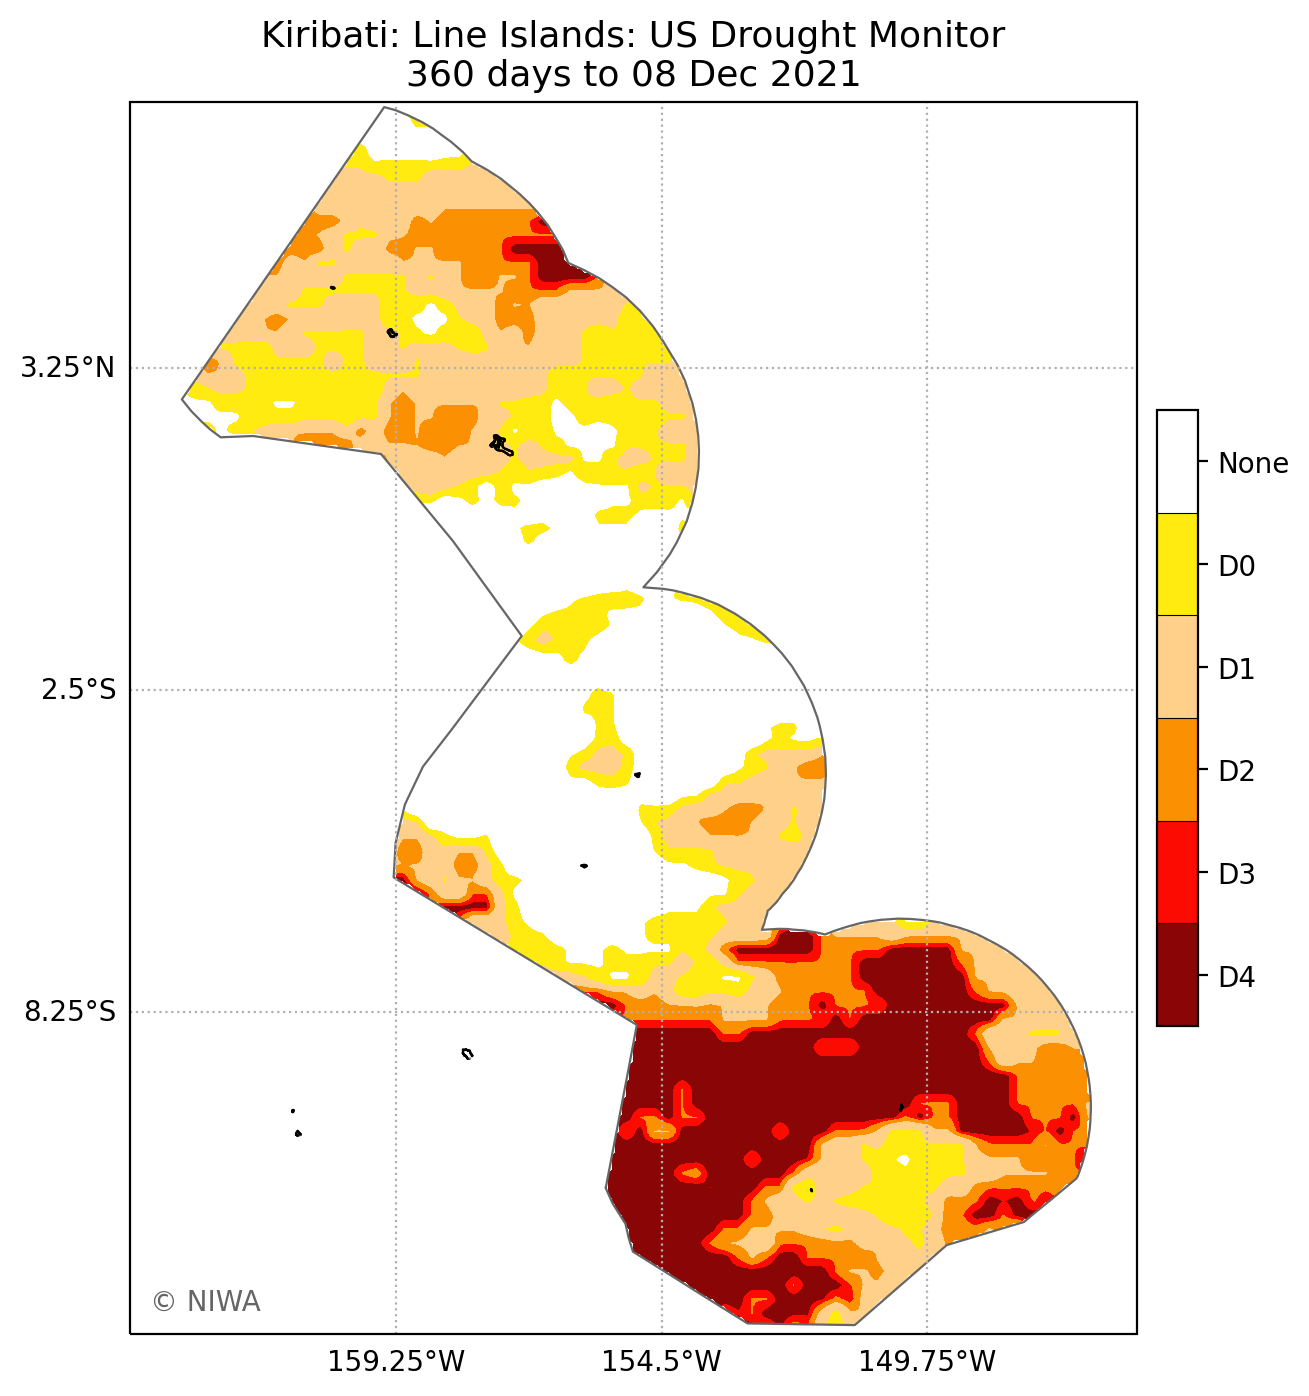 Kiribati: Line Islands: US Drought Monitor
360 days to 08 Dec 2021
3.25°N
2.5°S
8.25°S
159.25°W
154.5°W
149.75°W
None
D0
D1
D2
D3
D4
© NIWA